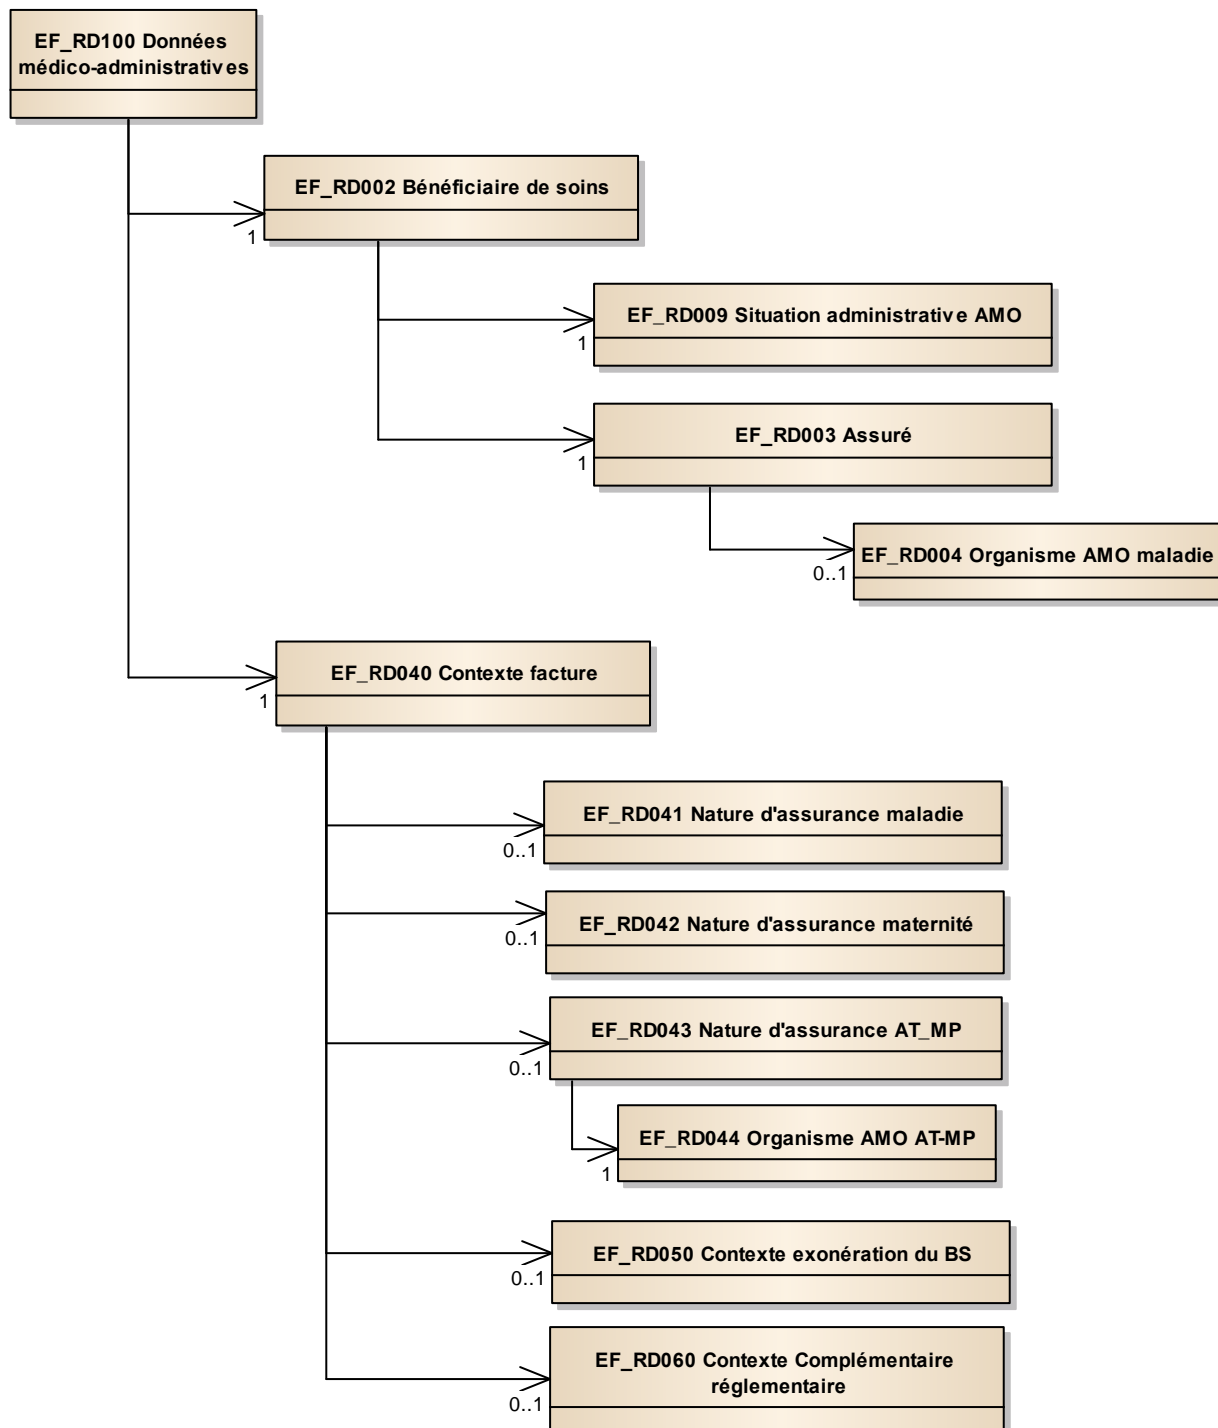 EF_RD100 Données
médico-administratives
EF_RD002 Bénéficiaire de soins
1
EF_RD009 Situation administrative AMO
1
EF_RD003 Assuré
1
EF_RD004 Organisme AMO maladie
0..1
EF_RD040 Contexte facture
1
EF_RD041 Nature d'assurance maladie
0..1
EF_RD042 Nature d'assurance maternité
0..1
EF_RD043 Nature d'assurance AT_MP
0..1
EF_RD044 Organisme AMO AT-MP
1
EF_RD050 Contexte exonération du BS
0..1
EF_RD060 Contexte Complémentaire
réglementaire
0..1